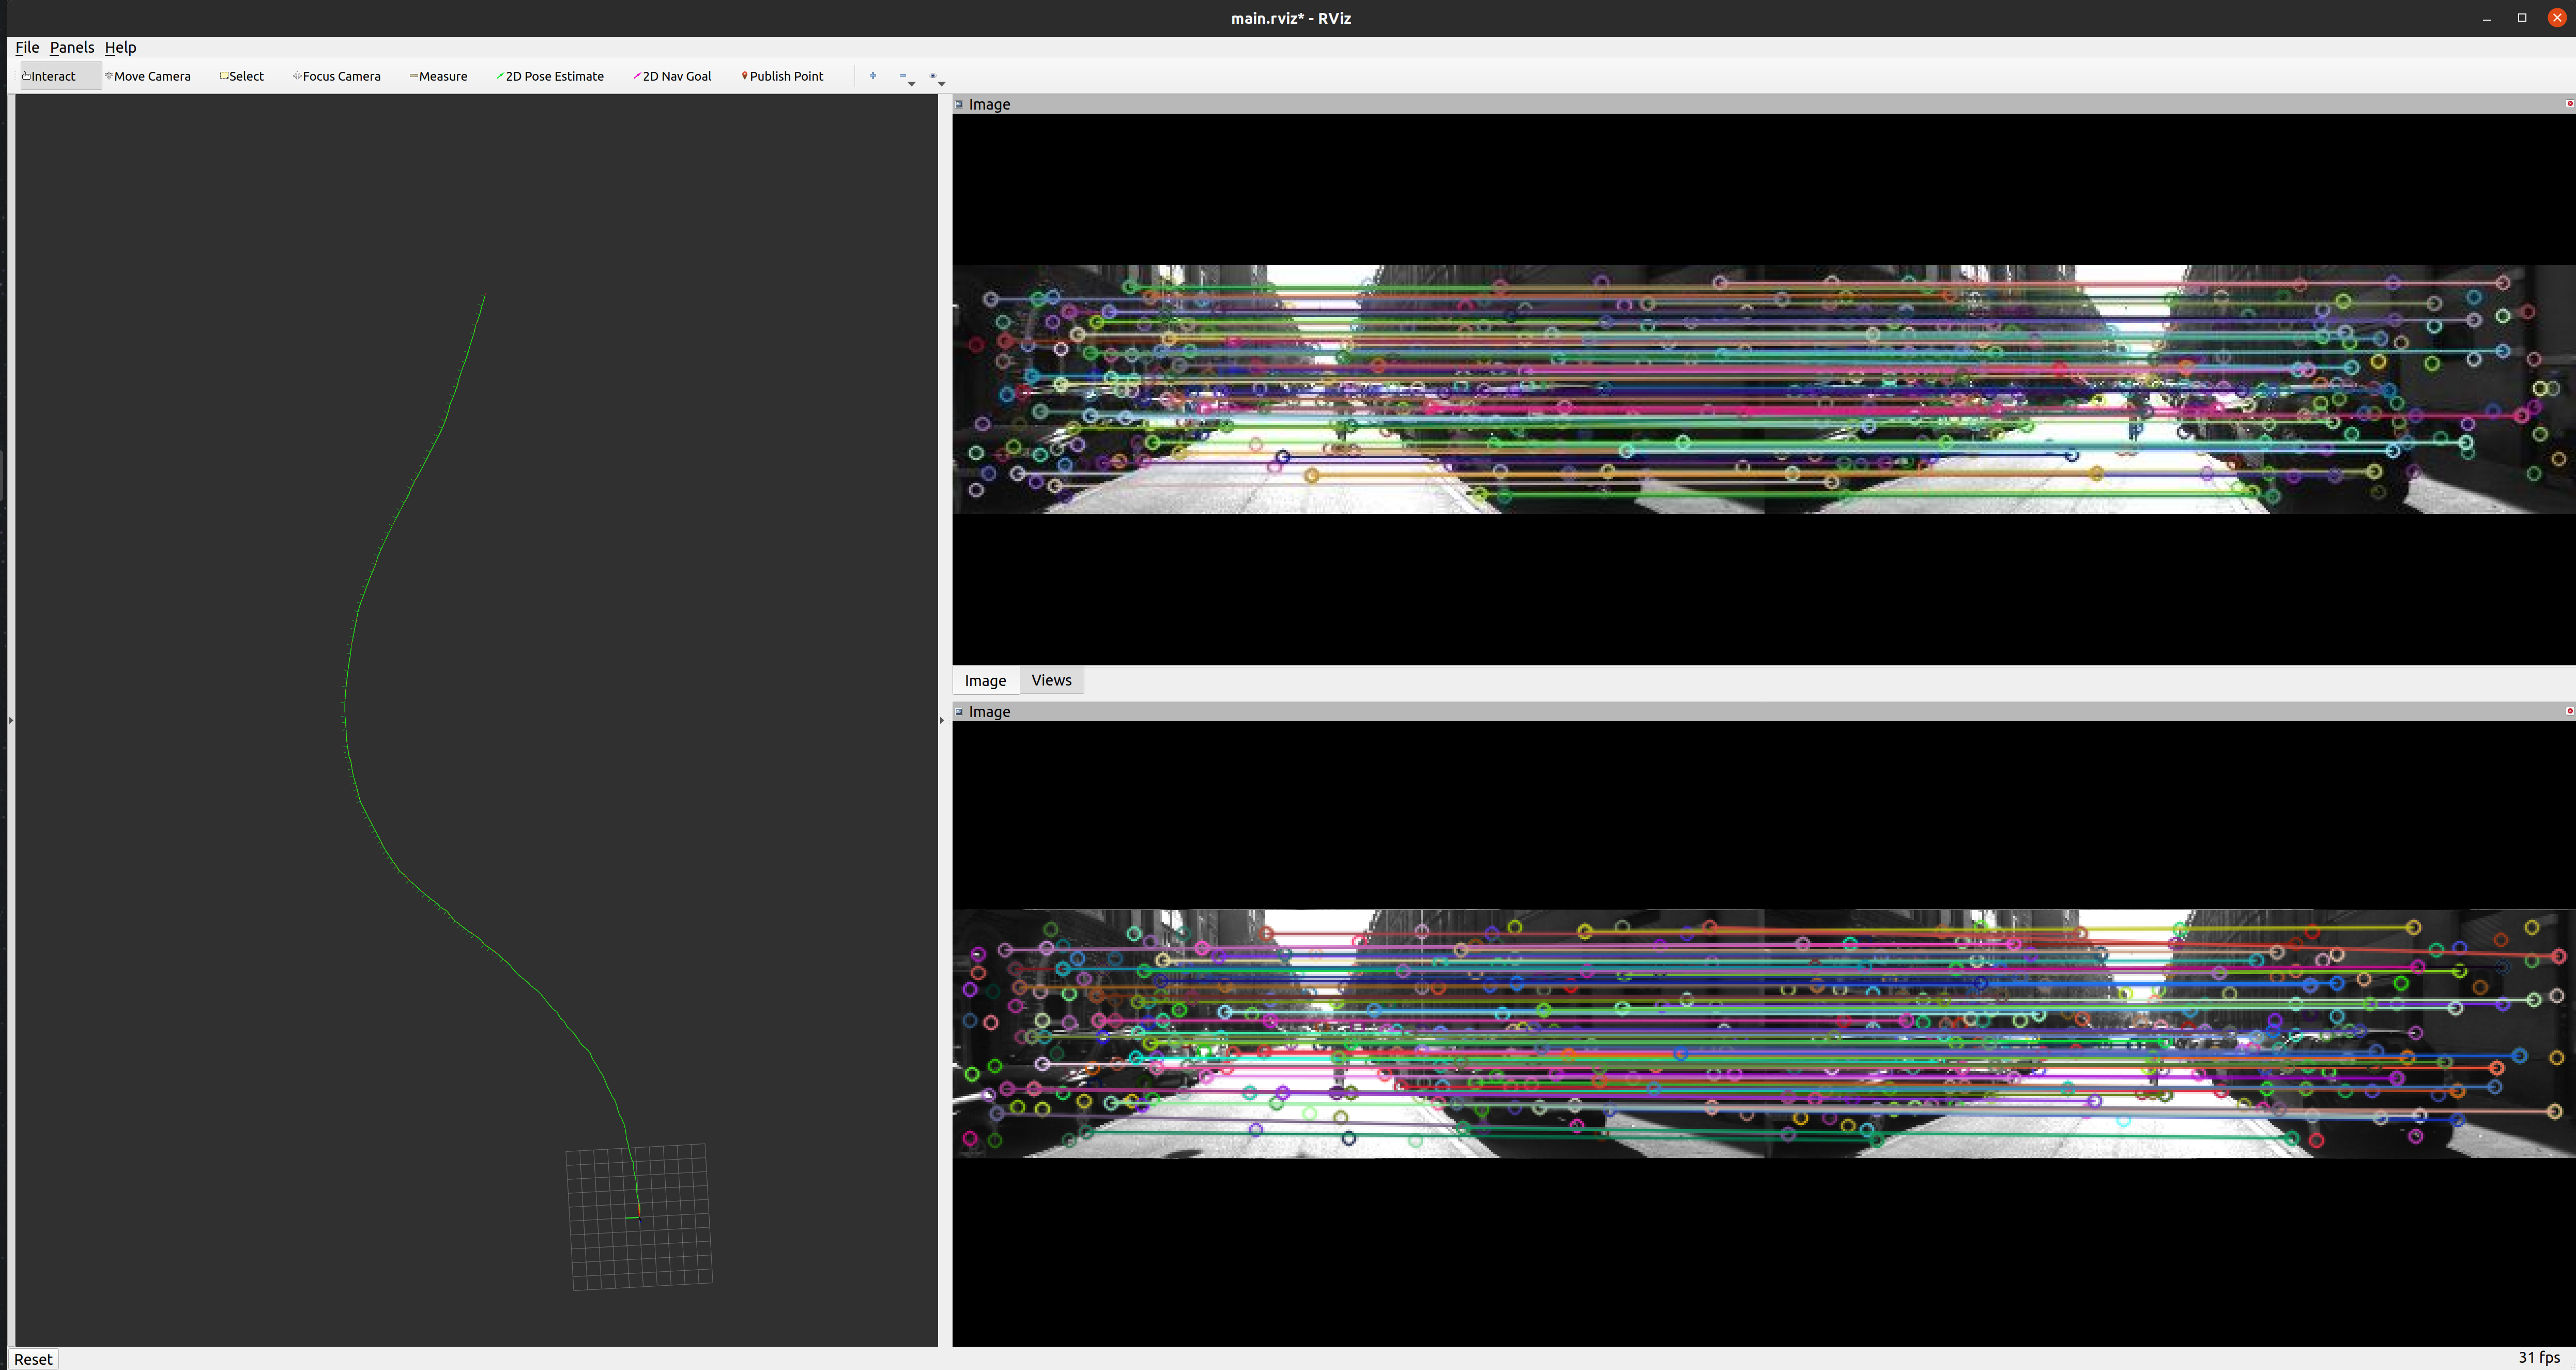 main.rviz* - RViz
File Panels Help
Interact Move Camera Select Focus Camera Measure 2D Pose Estimate 2D Nav Goal Publish Point
Image
Image Views
Image
Reset
31 fps